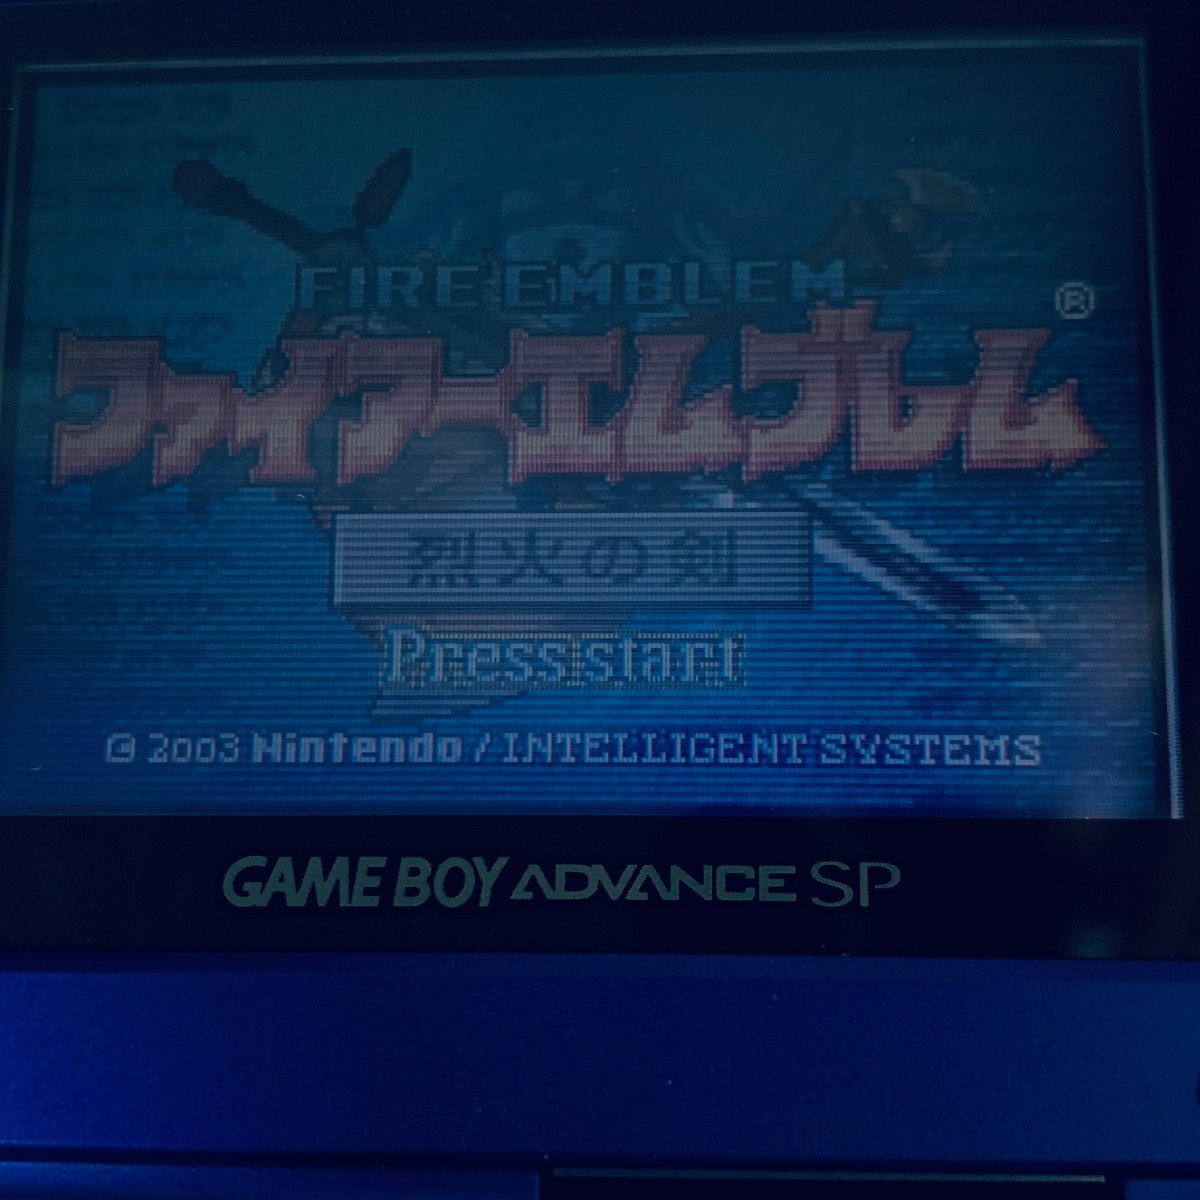 FIRE EMBLEM
ファイアーエムブレム®
烈火の剣
Press start
© 2003 Nintendo / INTELLIGENT SYSTEMS
GAME BOY ADVANCE SP